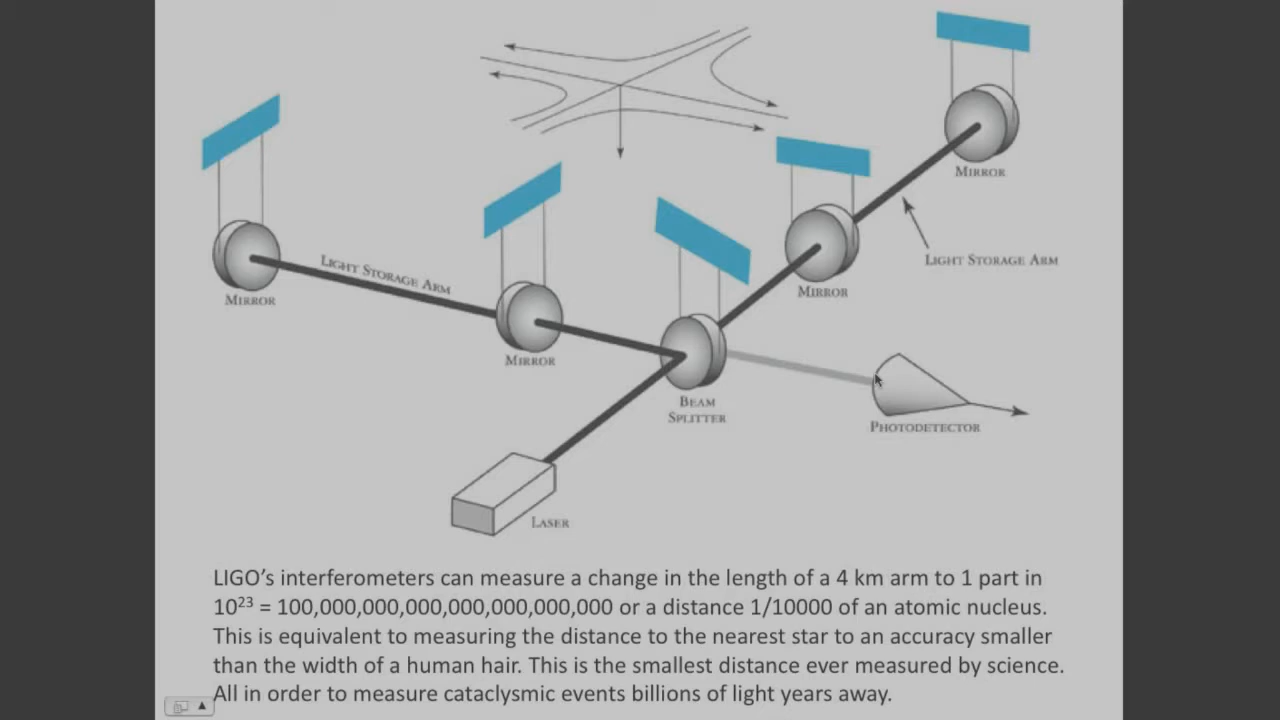 MIRROR
LIGHT STORAGE ARM
LIGHT STORAGE ARM
MIRROR
MIRROR
MIRROR
BEAM
SPLITTER
PHOTODETECTOR
LASER
LIGO’s interferometers can measure a change in the length of a 4 km arm to 1 part in
10²³ = 100,000,000,000,000,000,000,000 or a distance 1/10000 of an atomic nucleus.
This is equivalent to measuring the distance to the nearest star to an accuracy smaller
than the width of a human hair. This is the smallest distance ever measured by science.
All in order to measure cataclysmic events billions of light years away.